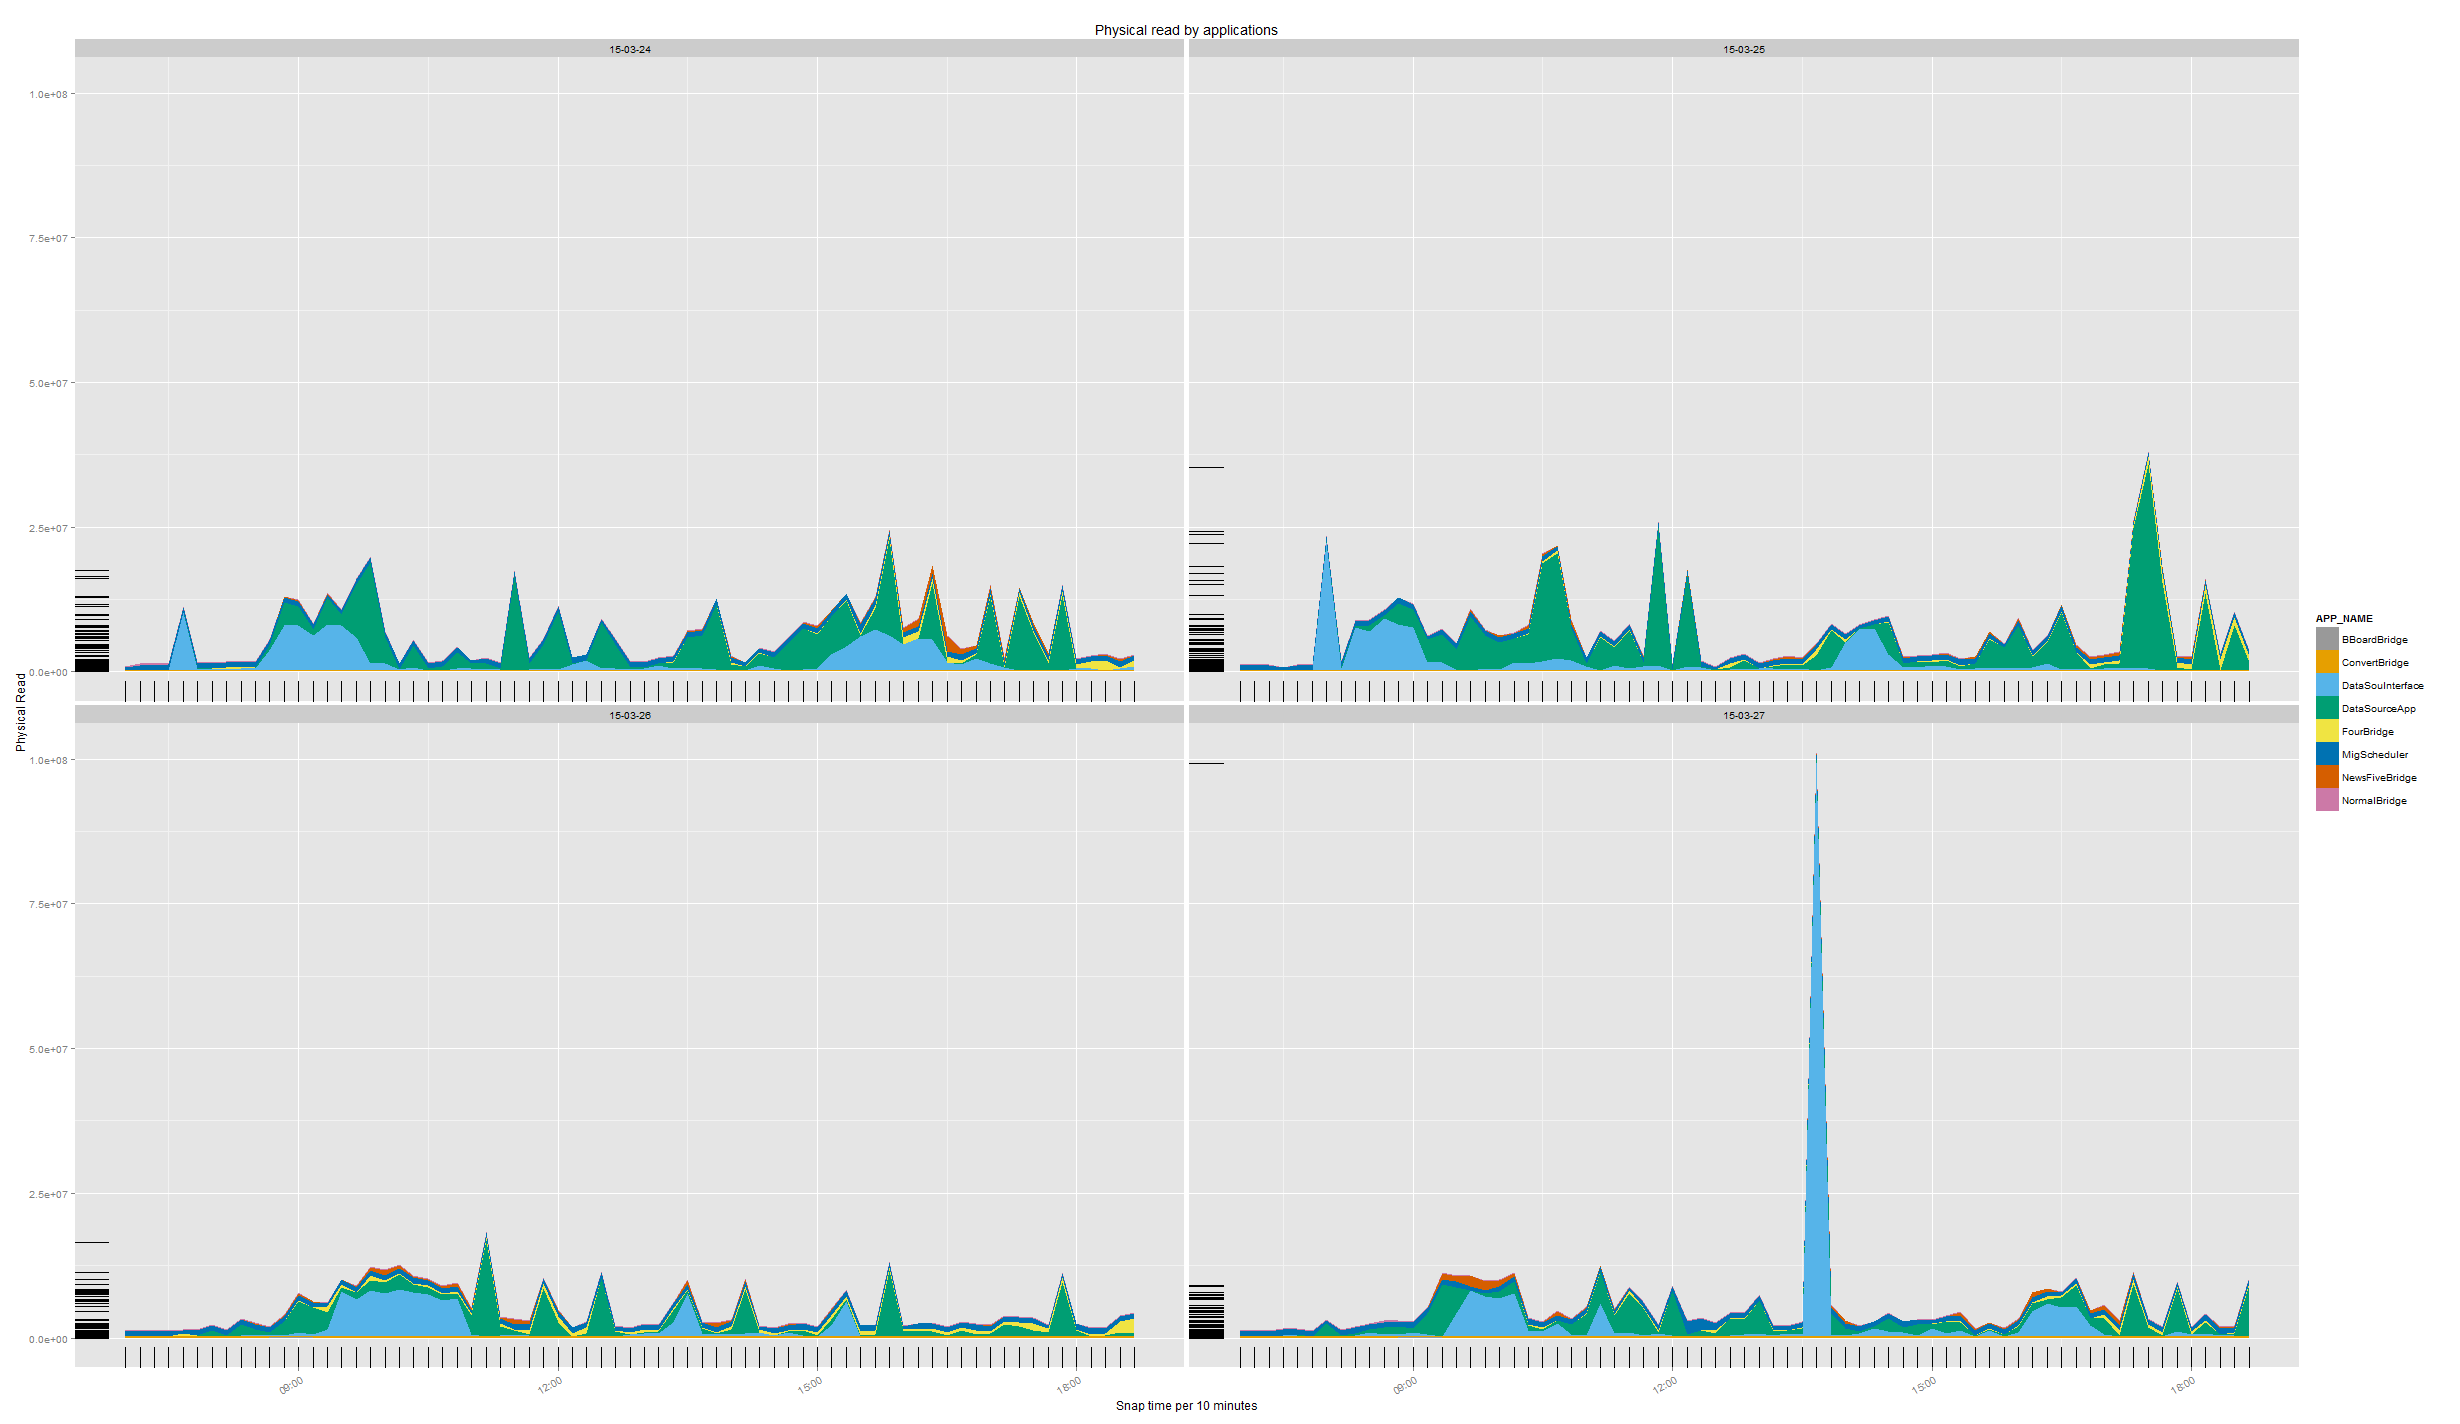 Physical read by applications
15-03-24
15-03-25
1.0e+08
7.5e+07
5.0e+07
2.5e+07
0.0e+00
Physical Read
15-03-26
15-03-27
1.0e+08
7.5e+07
5.0e+07
2.5e+07
0.0e+00
09:00
12:00
15:00
18:00
09:00
12:00
15:00
18:00
Snap time per 10 minutes
APP_NAME
BBoardBridge
ConvertBridge
DataSouInterface
DataSourceApp
FourBridge
MigScheduler
NewsFiveBridge
NormalBridge